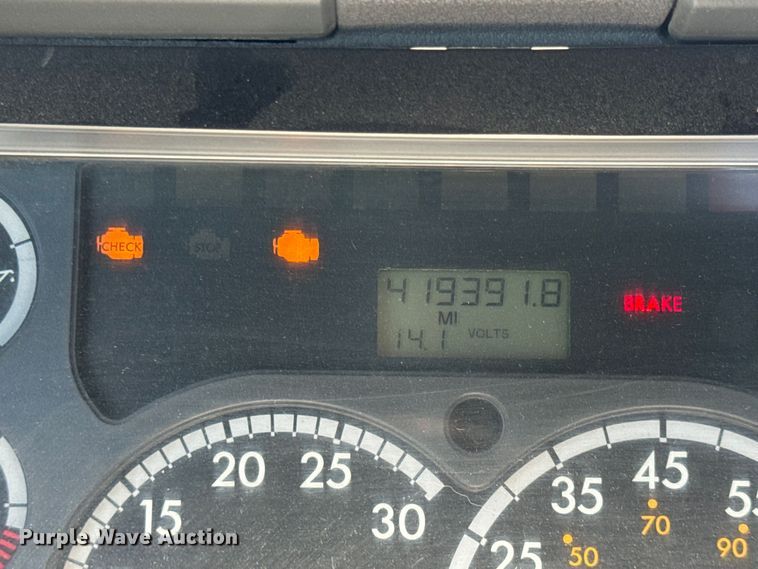 CHECK STOP
419391.8
MI
14.1 VOLTS
BRAKE
15 20 25 30
25 35 45 55
50 70 90
Purple Wave Auction